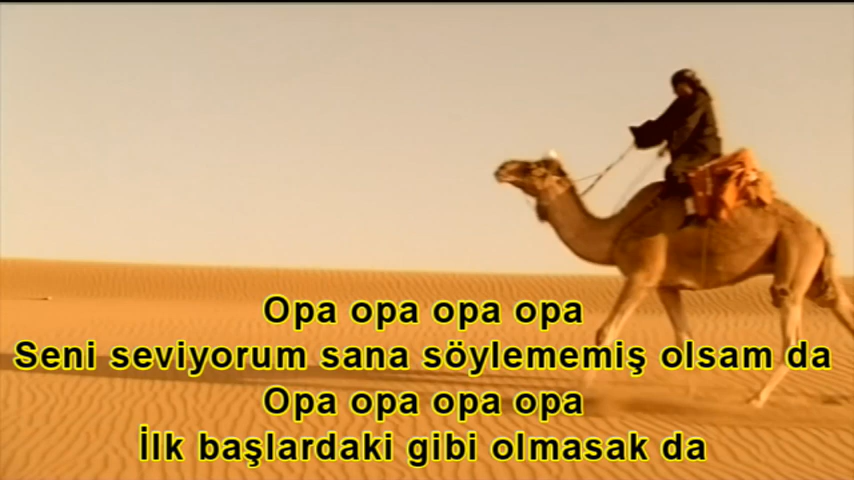 Opa opa opa opa
Seni seviyorum sana söylememiş olsam da
Opa opa opa opa
İlk başlardaki gibi olmasak da